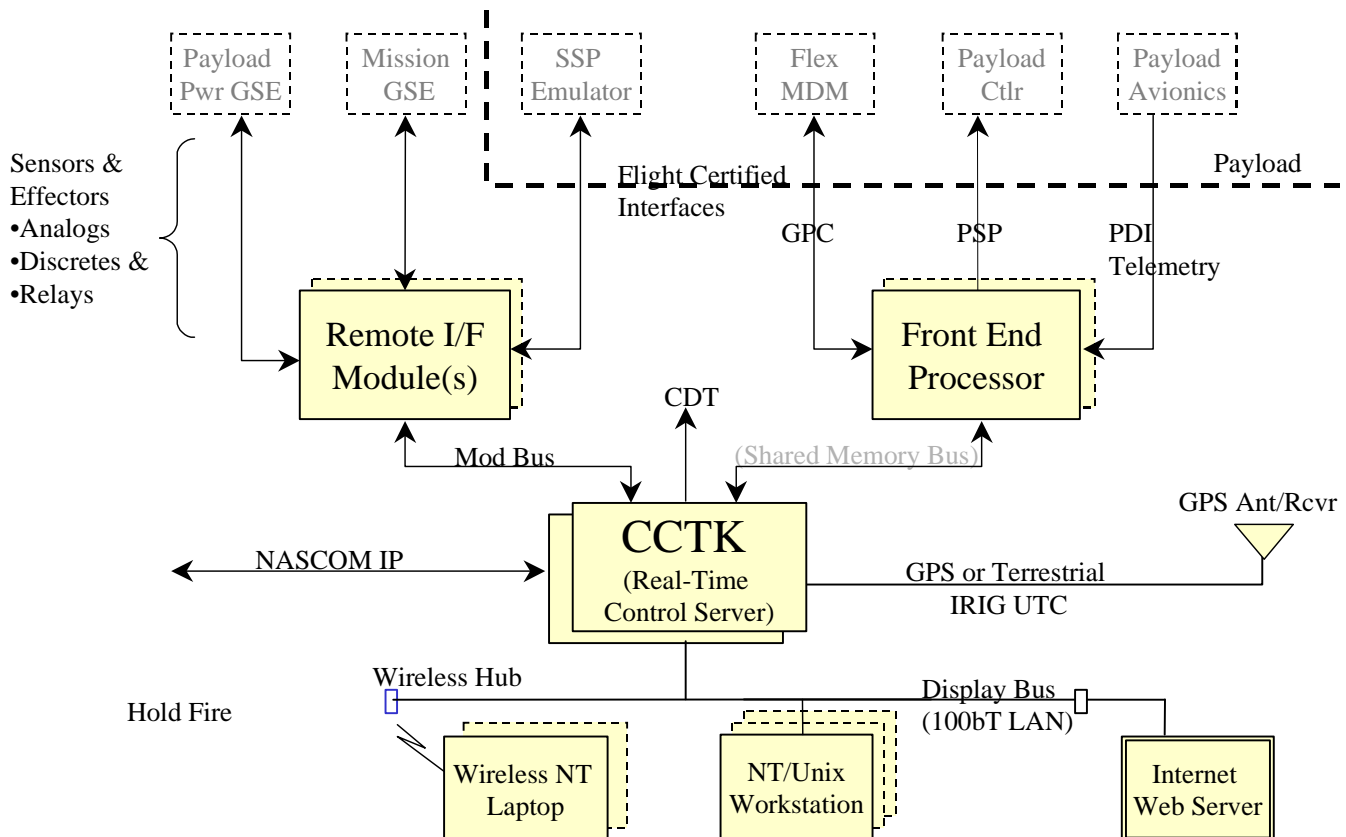 Payload
Pwr GSE
Mission
GSE
SSP
Emulator
Flex
MDM
Payload
Ctlr
Payload
Avionics
Sensors &
Effectors
•Analogs
•Discretes &
•Relays
Flight Certified
Interfaces
Payload
GPC
PSP
PDI
Telemetry
Remote I/F
Module(s)
Front End
Processor
CDT
Mod Bus
(Shared Memory Bus)
CCTK
(Real-Time
Control Server)
GPS Ant/Rcvr
NASCOM IP
GPS or Terrestrial
IRIG UTC
Wireless Hub
Hold Fire
Display Bus
(100bT LAN)
Wireless NT
Laptop
NT/Unix
Workstation
Internet
Web Server